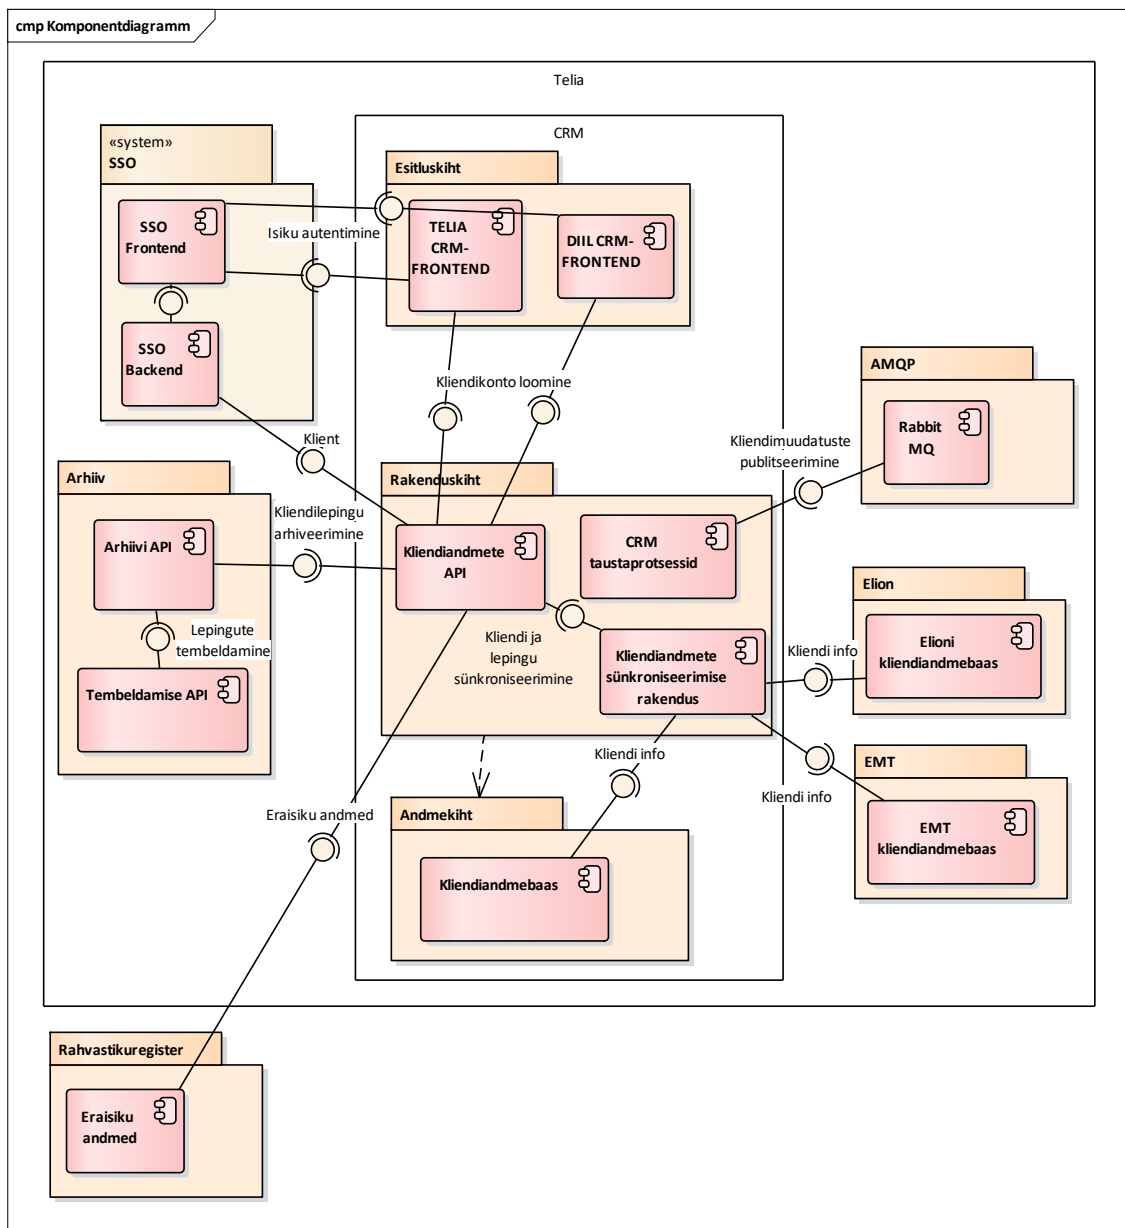 cmp Komponentdiagramm
Telia
CRM
«system»
SSO
SSO
Frontend
SSO
Backend
Isiku autentimine
Esitluskiht
TELIA
CRM-
FRONTEND
DIIL CRM-
FRONTEND
Kliendikonto loomine
Klient
AMQP
Rabbit
MQ
Kliendimuudatuste
publitseerimine
Arhiiv
Arhiivi API
Lepingute
tembeldamine
Tembeldamise API
Kliendilepingu
arhiveerimine
Rakenduskiht
Kliendiandmete
API
CRM
taustaprotsessid
Kliendi ja
lepingu
sünkroniseerimine
Kliendiandmete
sünkroniseerimise
rakendus
Elion
Elioni
kliendiandmebaas
Kliendi info
EMT
EMT
kliendiandmebaas
Kliendi info
Kliendi info
Andmekiht
Kliendiandmebaas
Eraisiku andmed
Rahvastikuregister
Eraisiku
andmed